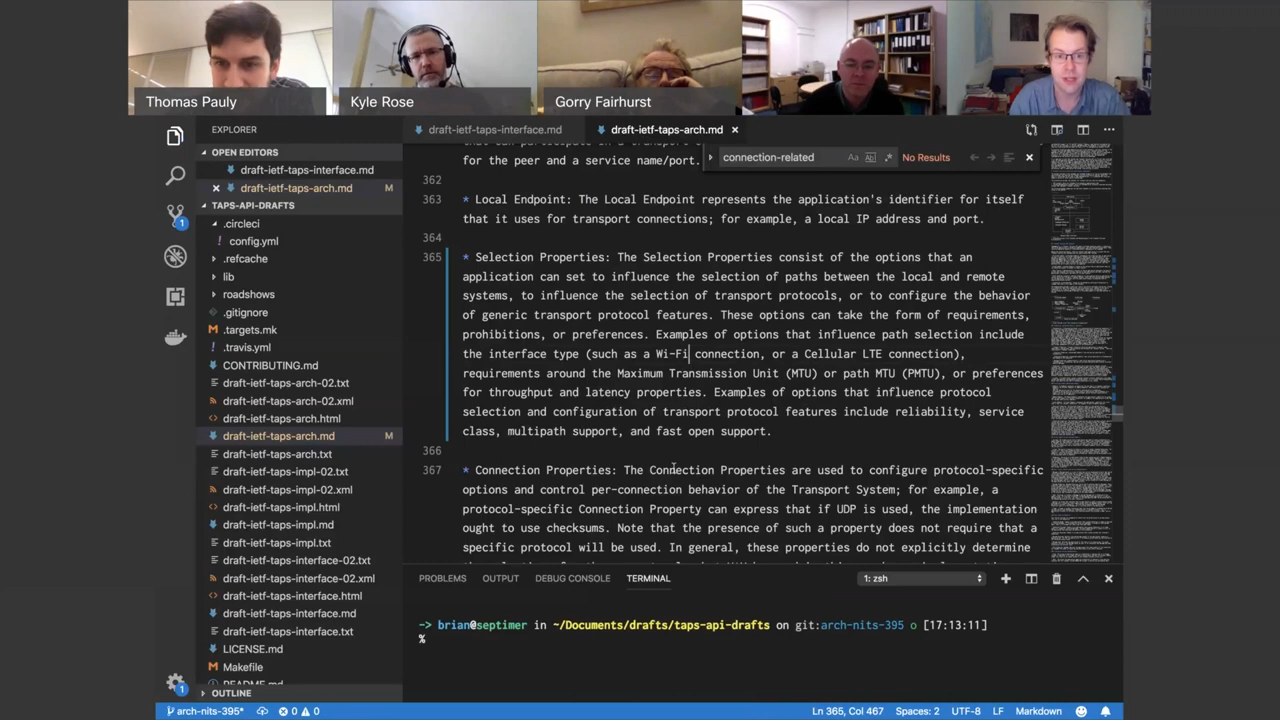 Thomas Pauly
Kyle Rose
Gorry Fairhurst
EXPLORER
OPEN EDITORS
draft-ietf-taps-interface.md
draft-ietf-taps-arch.md M
TAPS-API-DRAFTS
.circleci
config.yml
.refcache
lib
roadshows
.gitignore
.targets.mk
.travis.yml
CONTRIBUTING.md
draft-ietf-taps-arch-02.txt
draft-ietf-taps-arch-02.xml
draft-ietf-taps-arch.html
draft-ietf-taps-arch.md M
draft-ietf-taps-arch.txt
draft-ietf-taps-impl-02.txt
draft-ietf-taps-impl-02.xml
draft-ietf-taps-impl.html
draft-ietf-taps-impl.md
draft-ietf-taps-impl.txt
draft-ietf-taps-interface-02
draft-ietf-taps-interface-02.xml
draft-ietf-taps-interface.html
draft-ietf-taps-interface.md
draft-ietf-taps-interface.txt
LICENSE.md
Makefile
README.md
OUTLINE
draft-ietf-taps-interface.md
draft-ietf-taps-arch.md
connection-related Aa Abl .* No Results
for the peer and a service name/port.
362
363 * Local Endpoint: The Local Endpoint represents the application's identifier for itself
that it uses for transport connections; for example, a local IP address and port.
364
365 * Selection Properties: The Selection Properties consist of the options that an
application can set to influence the selection of paths between the local and remote
systems, to influence the selection of transport protocols, or to configure the behavior
of generic transport protocol features. These options can take the form of requirements,
prohibitions, or preferences. Examples of options that influence path selection include
the interface type (such as a Wi-Fi connection, or a Cellular LTE connection),
requirements around the Maximum Transmission Unit (MTU) or path MTU (PMTU), or preferences
for throughput and latency properties. Examples of options that influence protocol
selection and configuration of transport protocol features include reliability, service
class, multipath support, and fast open support.
366
367 * Connection Properties: The Connection Properties are used to configure protocol-specific
options and control per-connection behavior of the Transport System; for example, a
protocol-specific Connection Property can express that if UDP is used, the implementation
ought to use checksums. Note that the presence of such a property does not require that a
specific protocol will be used. In general, these properties do not explicitly determine
PROBLEMS OUTPUT DEBUG CONSOLE TERMINAL 1: zsh
-> brian@septimer in ~/Documents/drafts/taps-api-drafts on git:arch-nits-395 o [17:13:11]
%
1
1
arch-nits-395* 0 0 Ln 365, Col 467 Spaces: 2 UTF-8 LF Markdown